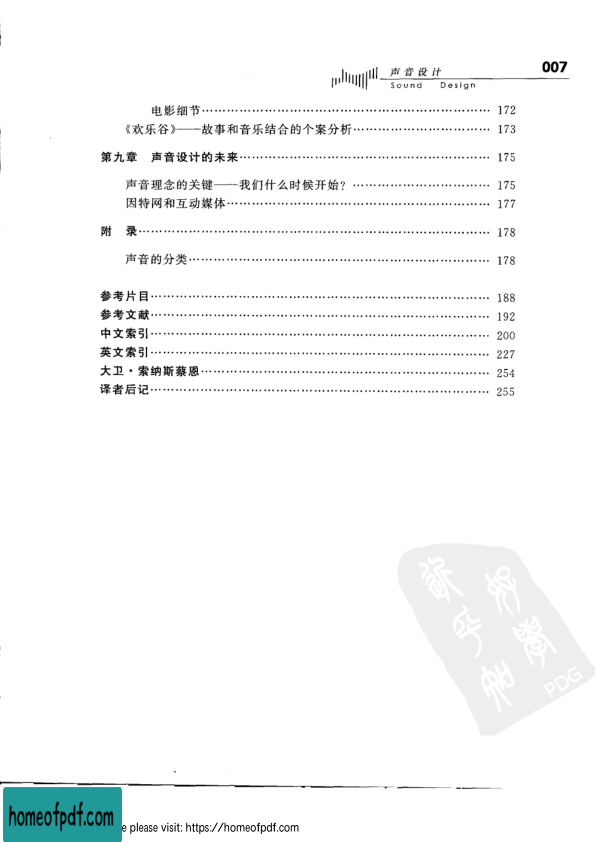 声音设计 007
Sound Design
电影细节…………………………………………………………… 172
《欢乐谷》——故事和音乐结合的个案分析…………………………… 173
第九章 声音设计的未来…………………………………………………… 175
声音理念的关键——我们什么时候开始？…………………………… 175
因特网和互动媒体……………………………………………………… 177
附 录………………………………………………………………………… 178
声音的分类……………………………………………………………… 178
参考片目……………………………………………………………………… 188
参考文献……………………………………………………………………… 192
中文索引……………………………………………………………………… 200
英文索引……………………………………………………………………… 227
大卫·索纳斯蔡恩…………………………………………………………… 254
译者后记……………………………………………………………………… 255
PDG
homeofpdf.com
e please visit: https://homeofpdf.com